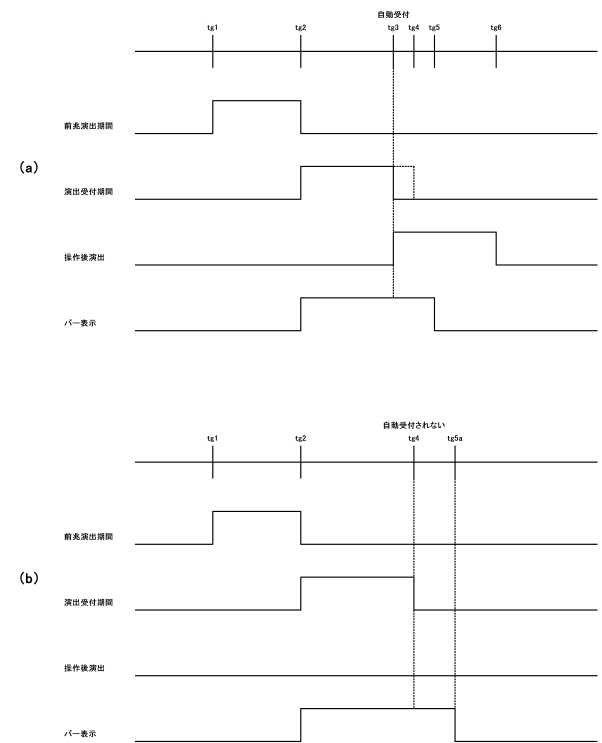 自動受付
tg1 tg2 tg3 tg4 tg5 tg6
前兆演出期間
(a)
演出受付期間
操作後演出
バー表示
自動受付されない
tg1 tg2 tg4 tg5a
前兆演出期間
(b)
演出受付期間
操作後演出
バー表示